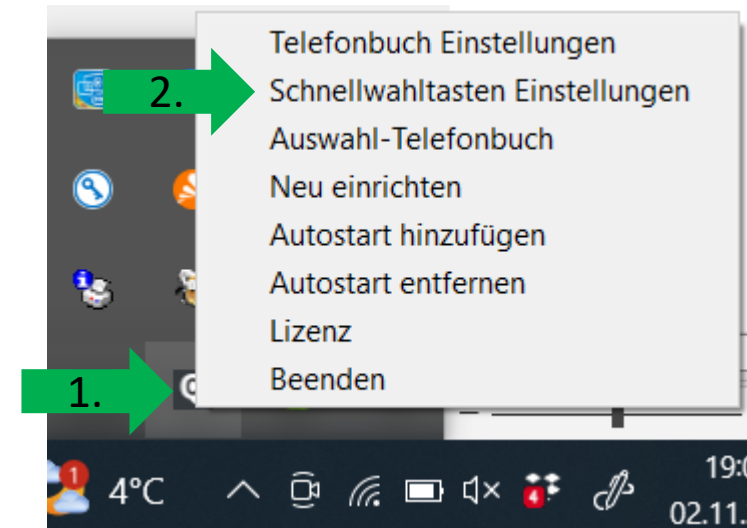 Telefonbuch Einstellungen
2.
Schnellwahltasten Einstellungen
Auswahl-Telefonbuch
Neu einrichten
Autostart hinzufügen
Autostart entfernen
Lizenz
1.
Beenden
1
4°C
4
19:0
02.11.